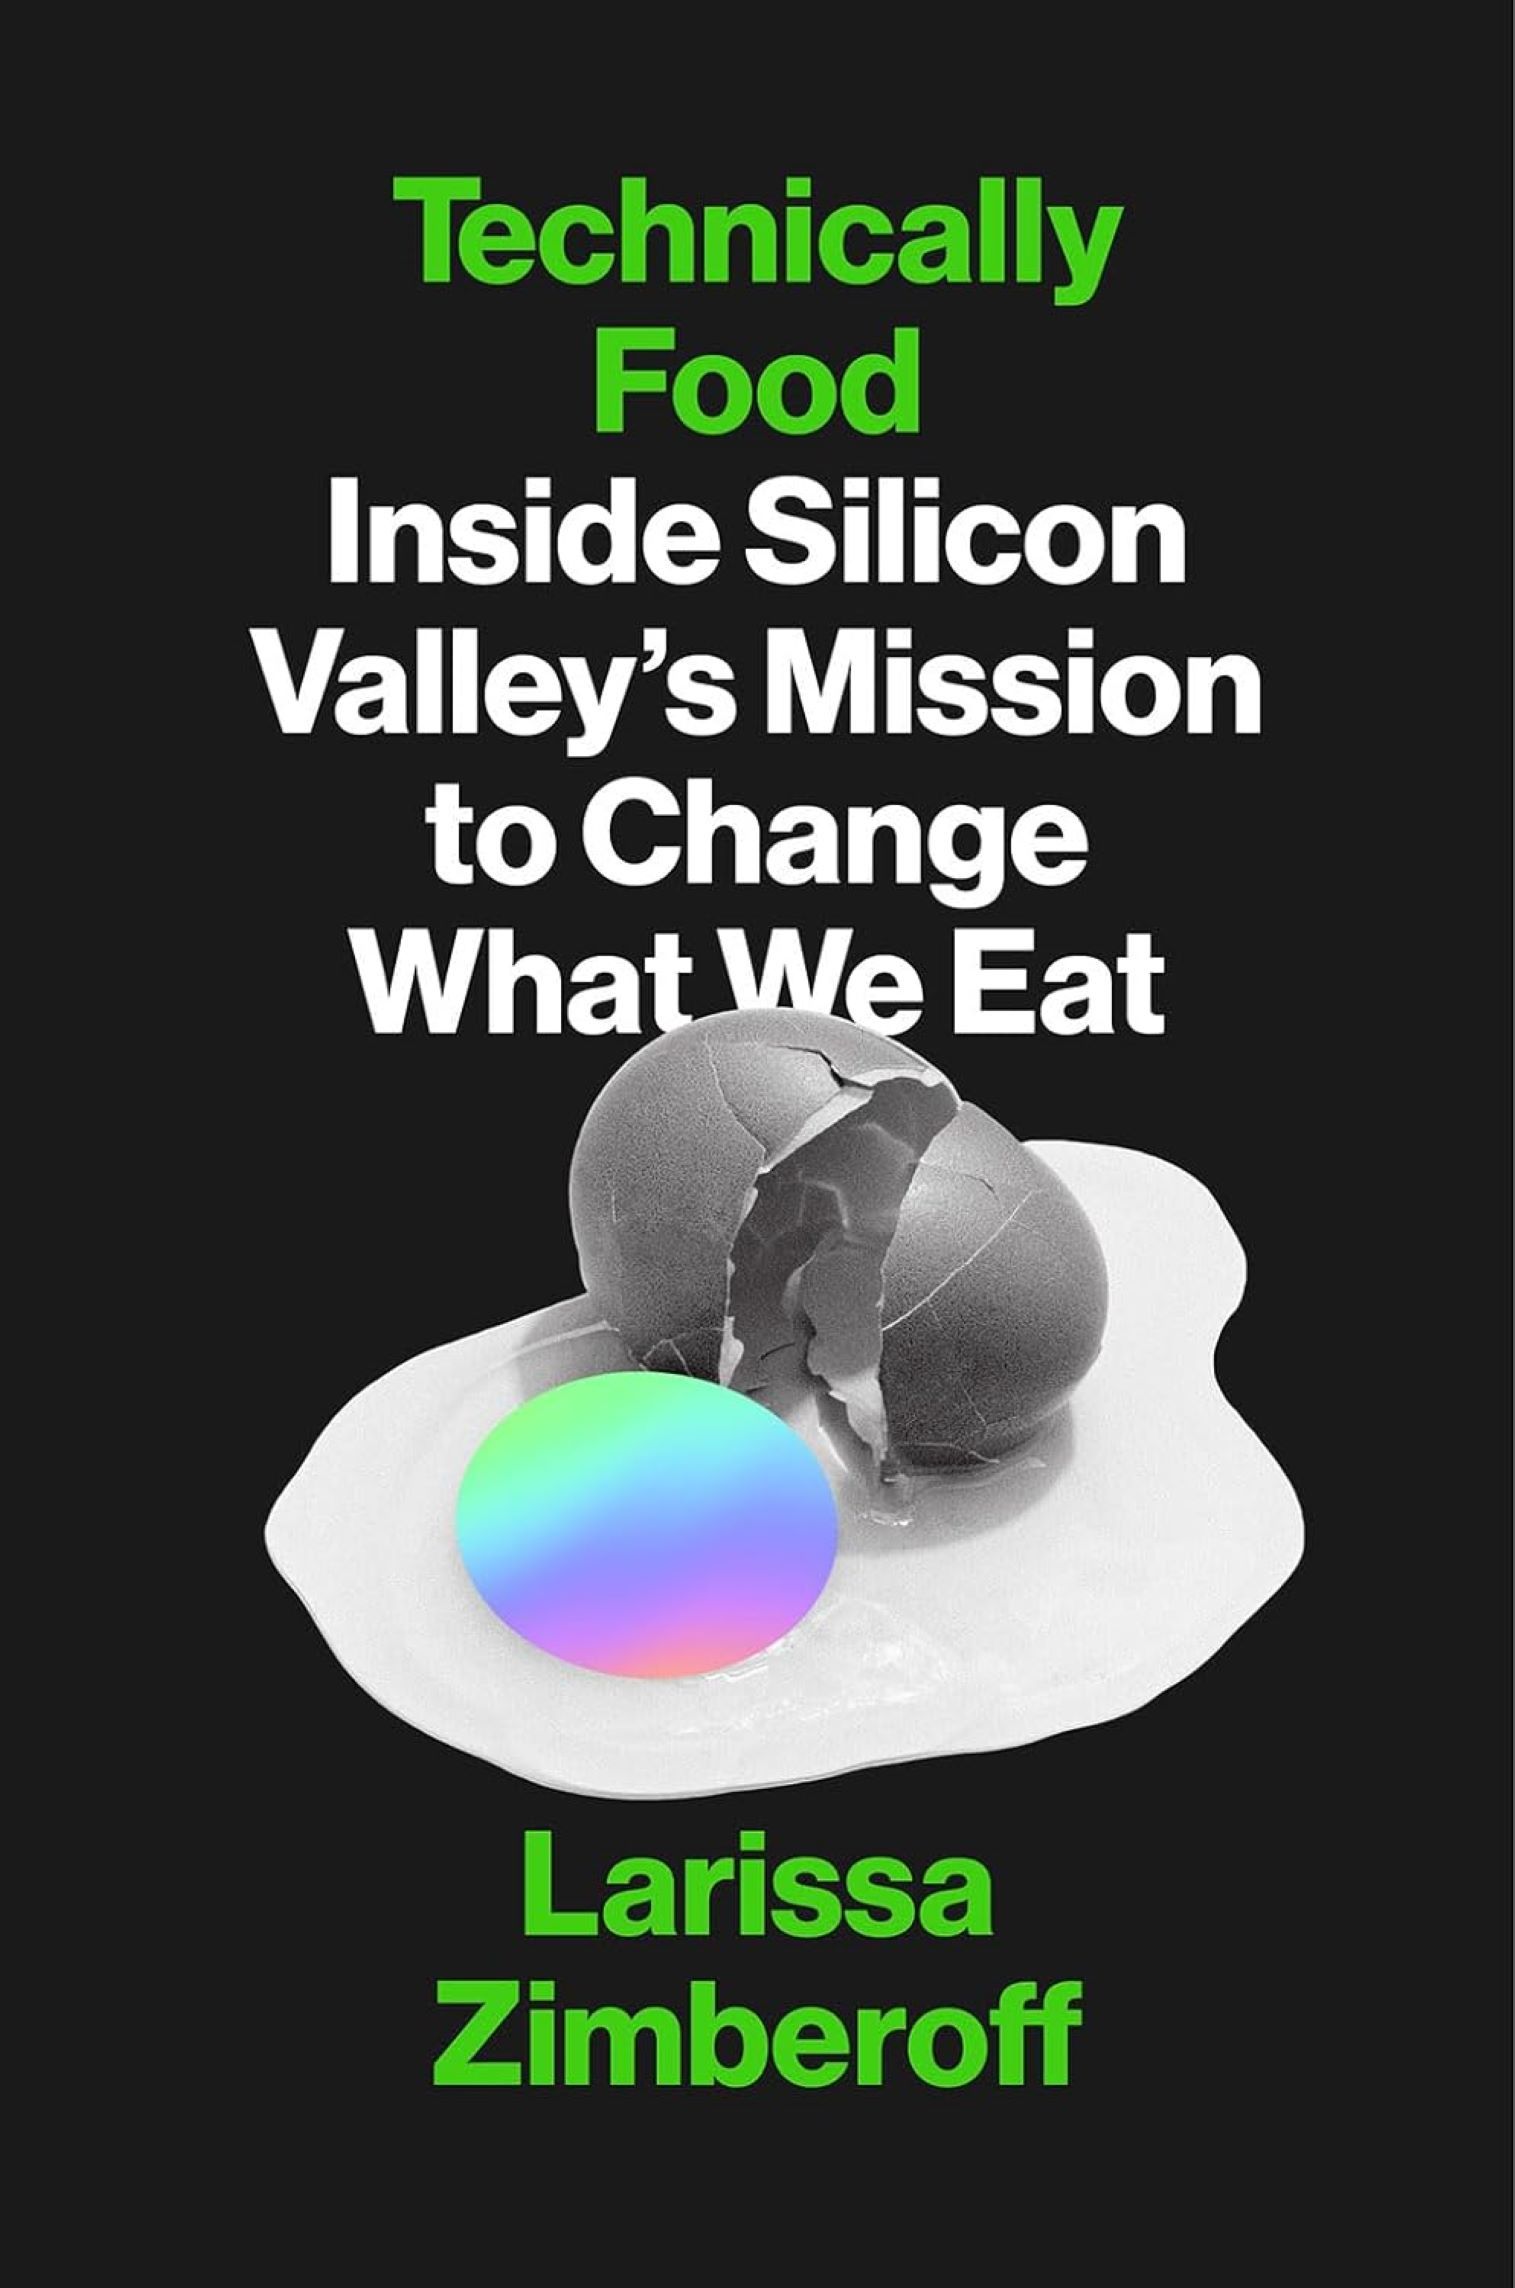 Technically
Food
Inside Silicon
Valley’s Mission
to Change
What We Eat
Larissa
Zimberoff